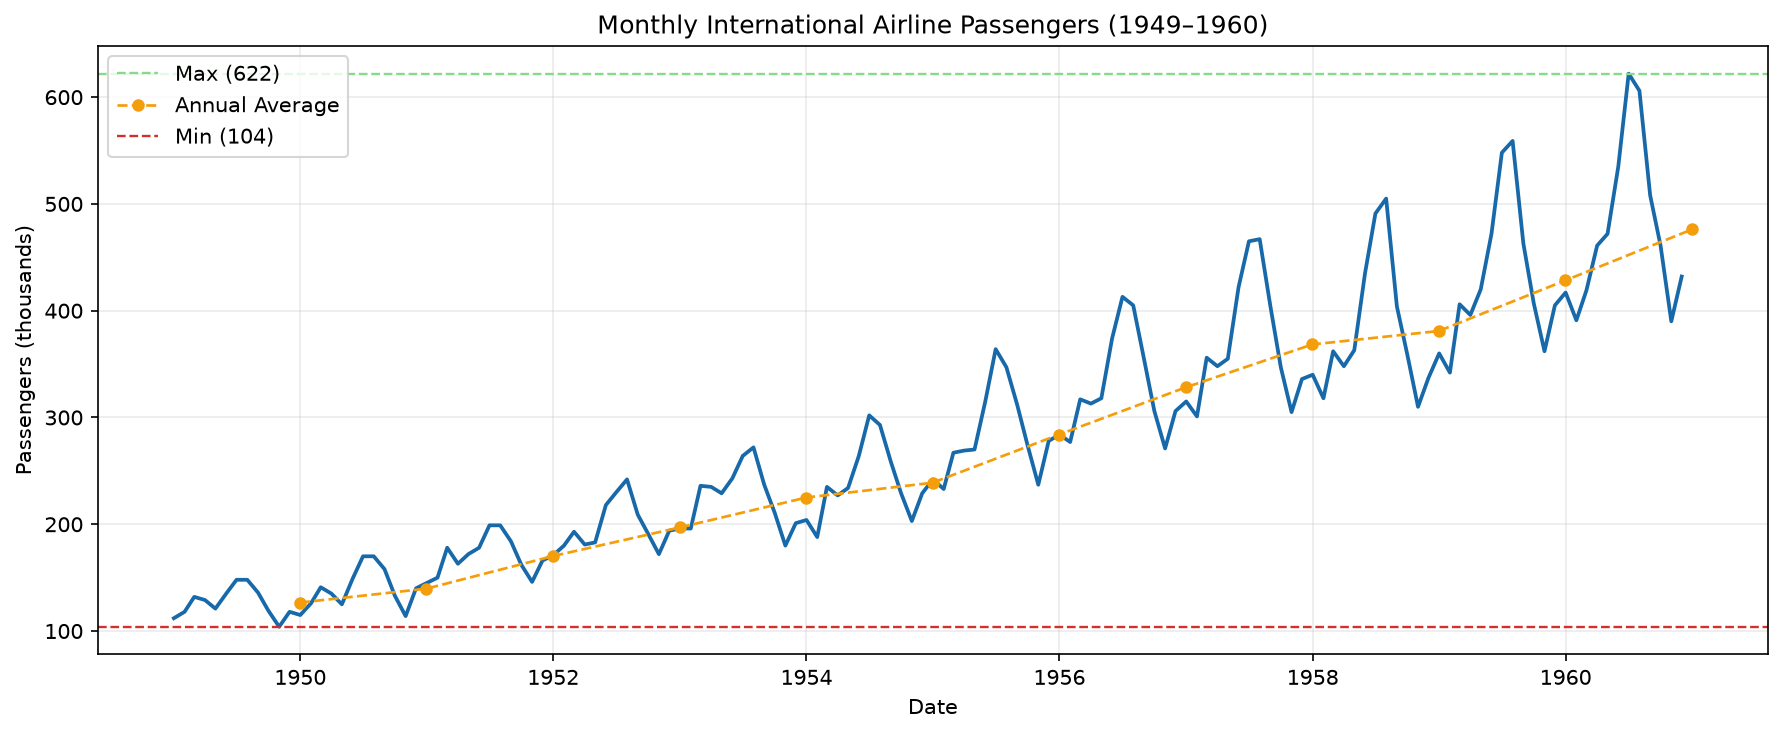 Monthly International Airline Passengers (1949–1960)
Max (622)
Annual Average
Min (104)
600
500
400
300
200
100
Passengers (thousands)
1950 1952 1954 1956 1958 1960
Date